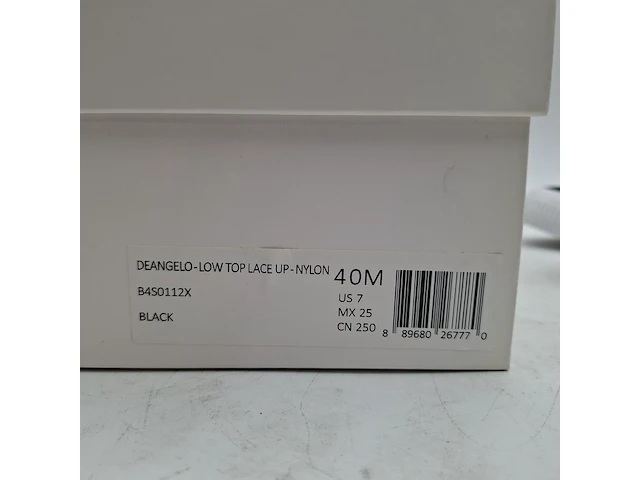 DEANGELO-LOW TOP LACE UP-NYLON
B4S0112X
BLACK
40M
US 7
MX 25
CN 250
8 89680 26777 0